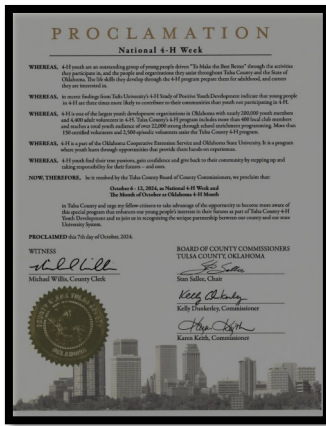 PROCLAMATION
National 4-H Week
WHEREAS, 4-H youth are an outstanding group of young people driven "To Make the Best Better" through the activities
they participate in, and the people and organizations they assist throughout Tulsa County and the State of
Oklahoma. The life skills they develop through the 4-H program prepare them for adulthood, and careers
they are interested in.
WHEREAS, in recent findings from Tufts University's 4-H Study of Positive Youth Development indicate that young people
in 4-H are three times more likely to contribute to their communities than youth not participating in 4-H.
WHEREAS, 4-H is one of the largest youth development organizations in Oklahoma with nearly 200,000 youth members
and 4,400 adult volunteers in 4-H. Tulsa County's 4-H program includes more than 400 local club members
and reaches a total youth audience of over 22,000 through school enrichment programming. More than
150 certified volunteers and 2,500 episodic volunteers assist the Tulsa County 4-H program.
WHEREAS, 4-H is a part of the Oklahoma Cooperative Extension Service and Oklahoma State University. It is a program
where youth learn through opportunities that provide them hands-on experiences.
WHEREAS, 4-H youth find their true passions, gain confidence and give back to their community by stepping up and
taking responsibility for their futures – and ours.
NOW, THEREFORE, be it resolved by the Tulsa County Board of County Commissioners, we proclaim that:
October 6 - 12, 2024, as National 4-H Week and
The Month of October as Oklahoma 4-H Month
in Tulsa County and urge my fellow citizens to take advantage of the opportunity to become more aware of
this special program that enhances our young people's interest in their futures as part of Tulsa County 4-H
Youth Development and to join us in recognizing the unique partnership between our county and our state
University System.
PROCLAIMED this 7th day of October, 2024.
WITNESS
Michael Willis, County Clerk
BOARD OF COUNTY COMMISSIONERS
TULSA COUNTY, OKLAHOMA
Stan Sallee, Chair
Kelly Dunkerley
Kelly Dunkerley, Commissioner
Karen Keith
Karen Keith, Commissioner
OKLAHOMA